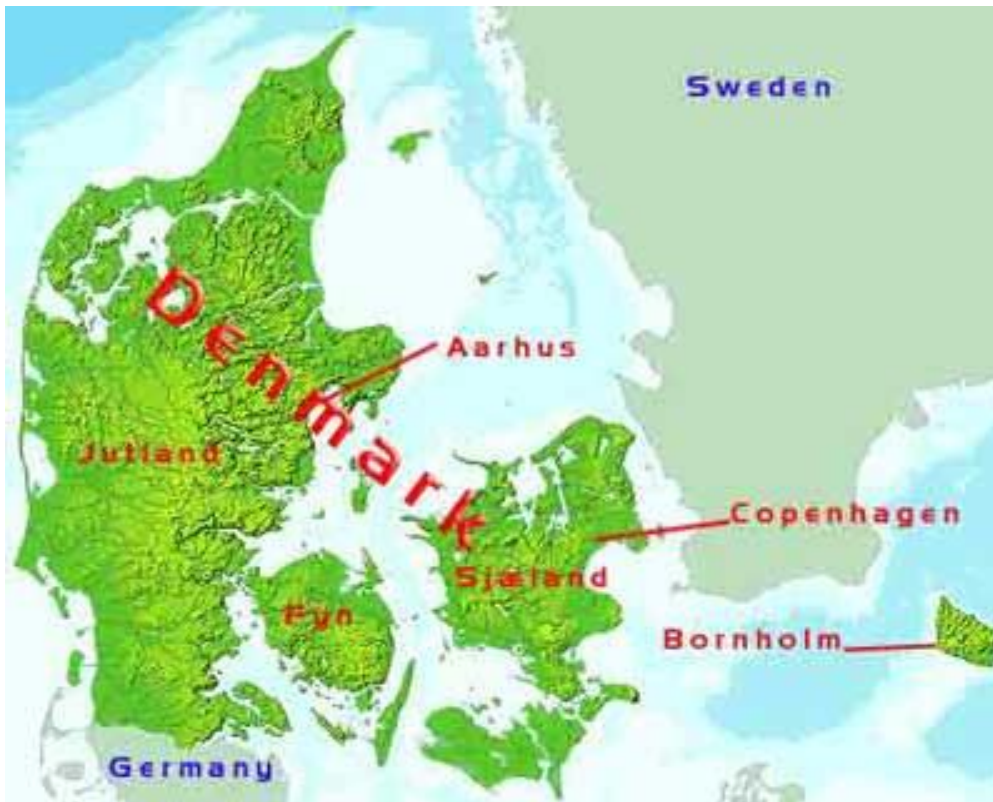 Sweden
Denmark
Aarhus
Jutland
Copenhagen
Sjæland
Fyn
Bornholm
Germany